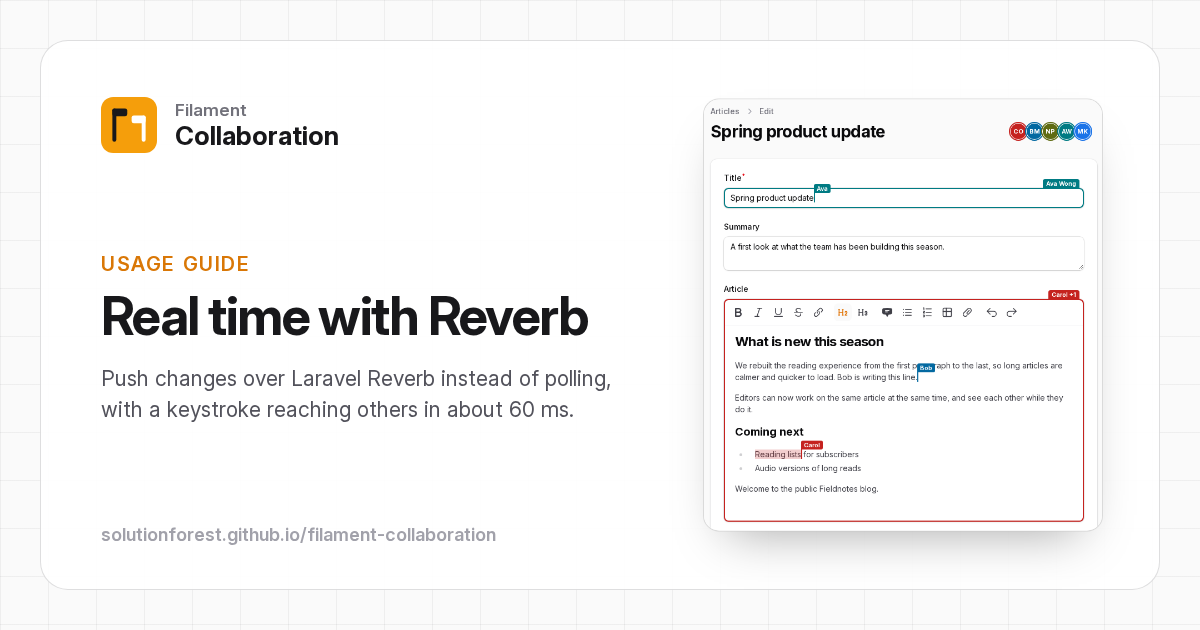 Filament
Collaboration
USAGE GUIDE
Real time with Reverb
Push changes over Laravel Reverb instead of polling,
with a keystroke reaching others in about 60 ms.
solutionforest.github.io/filament-collaboration
Articles > Edit
Spring product update
CO BM NP AW MK
Title*
Ava
Ava Wong
Spring product update
Summary
A first look at what the team has been building this season.
Article
Carol +1
B I U S H2 H3
What is new this season
We rebuilt the reading experience from the first to the last, so long articles are
Bob
calmer and quicker to load. Bob is writing this line.
Editors can now work on the same article at the same time, and see each other while they
do it.
Coming next
Carol
Reading lists for subscribers
Audio versions of long reads
Welcome to the public Fieldnotes blog.